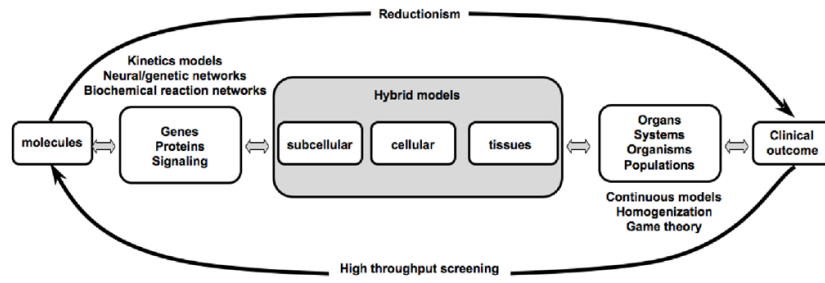 Reductionism
Kinetics models
Neural/genetic networks
Biochemical reaction networks
Hybrid models
molecules
Genes
Proteins
Signaling
subcellular
cellular
tissues
Organs
Systems
Organisms
Populations
Clinical
outcome
Continuous models
Homogenization
Game theory
High throughput screening